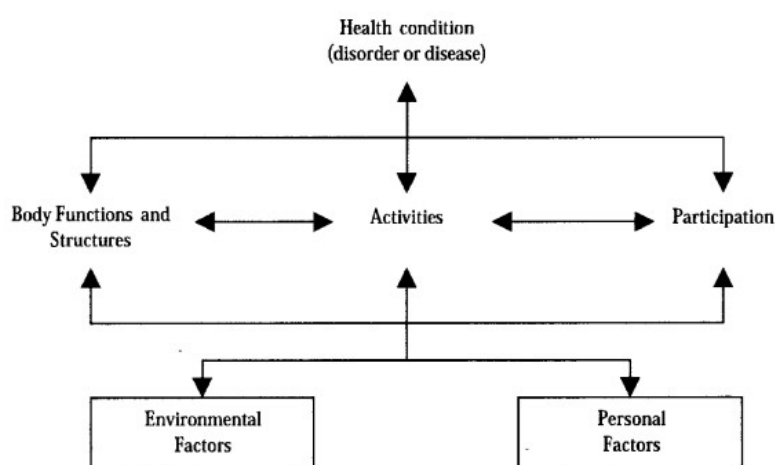 Health condition
(disorder or disease)
Body Functions and
Structures
Activities
Participation
Environmental
Factors
Personal
Factors